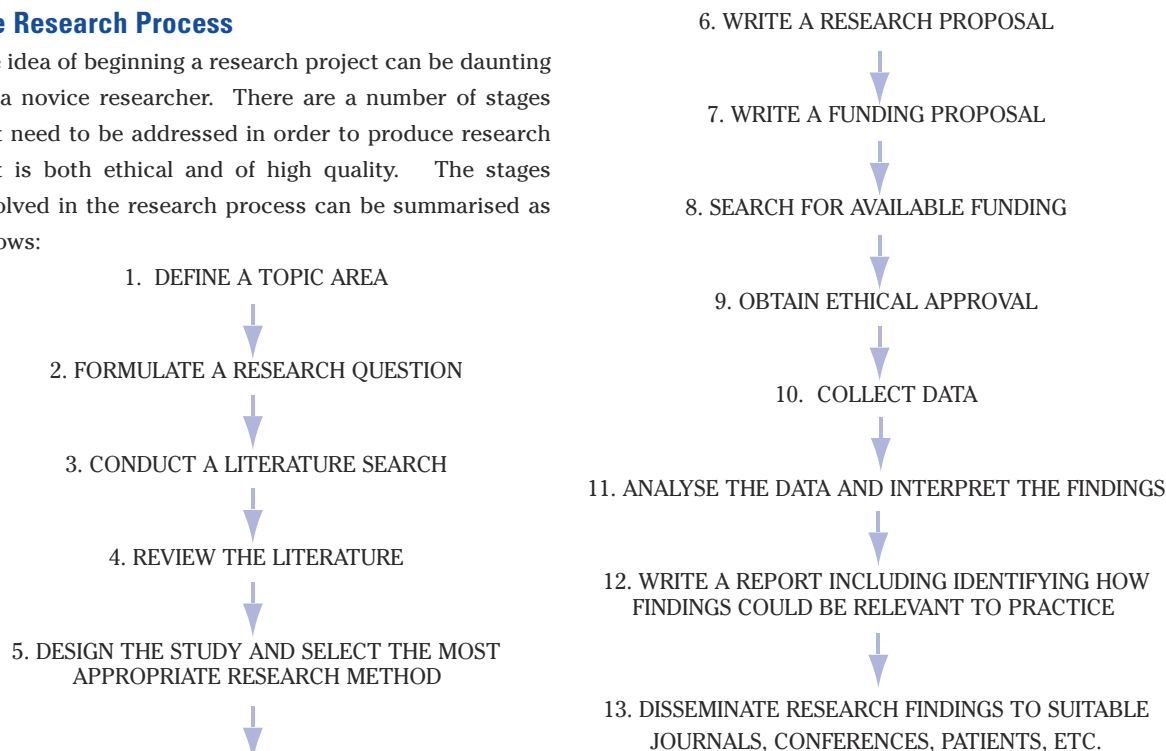 e Research Process
e idea of beginning a research project can be daunting
a novice researcher. There are a number of stages
t need to be addressed in order to produce research
t is both ethical and of high quality. The stages
olved in the research process can be summarised as
ows:
1. DEFINE A TOPIC AREA
2. FORMULATE A RESEARCH QUESTION
3. CONDUCT A LITERATURE SEARCH
4. REVIEW THE LITERATURE
5. DESIGN THE STUDY AND SELECT THE MOST
APPROPRIATE RESEARCH METHOD
6. WRITE A RESEARCH PROPOSAL
7. WRITE A FUNDING PROPOSAL
8. SEARCH FOR AVAILABLE FUNDING
9. OBTAIN ETHICAL APPROVAL
10. COLLECT DATA
11. ANALYSE THE DATA AND INTERPRET THE FINDINGS
12. WRITE A REPORT INCLUDING IDENTIFYING HOW
FINDINGS COULD BE RELEVANT TO PRACTICE
13. DISSEMINATE RESEARCH FINDINGS TO SUITABLE
JOURNALS, CONFERENCES, PATIENTS, ETC.